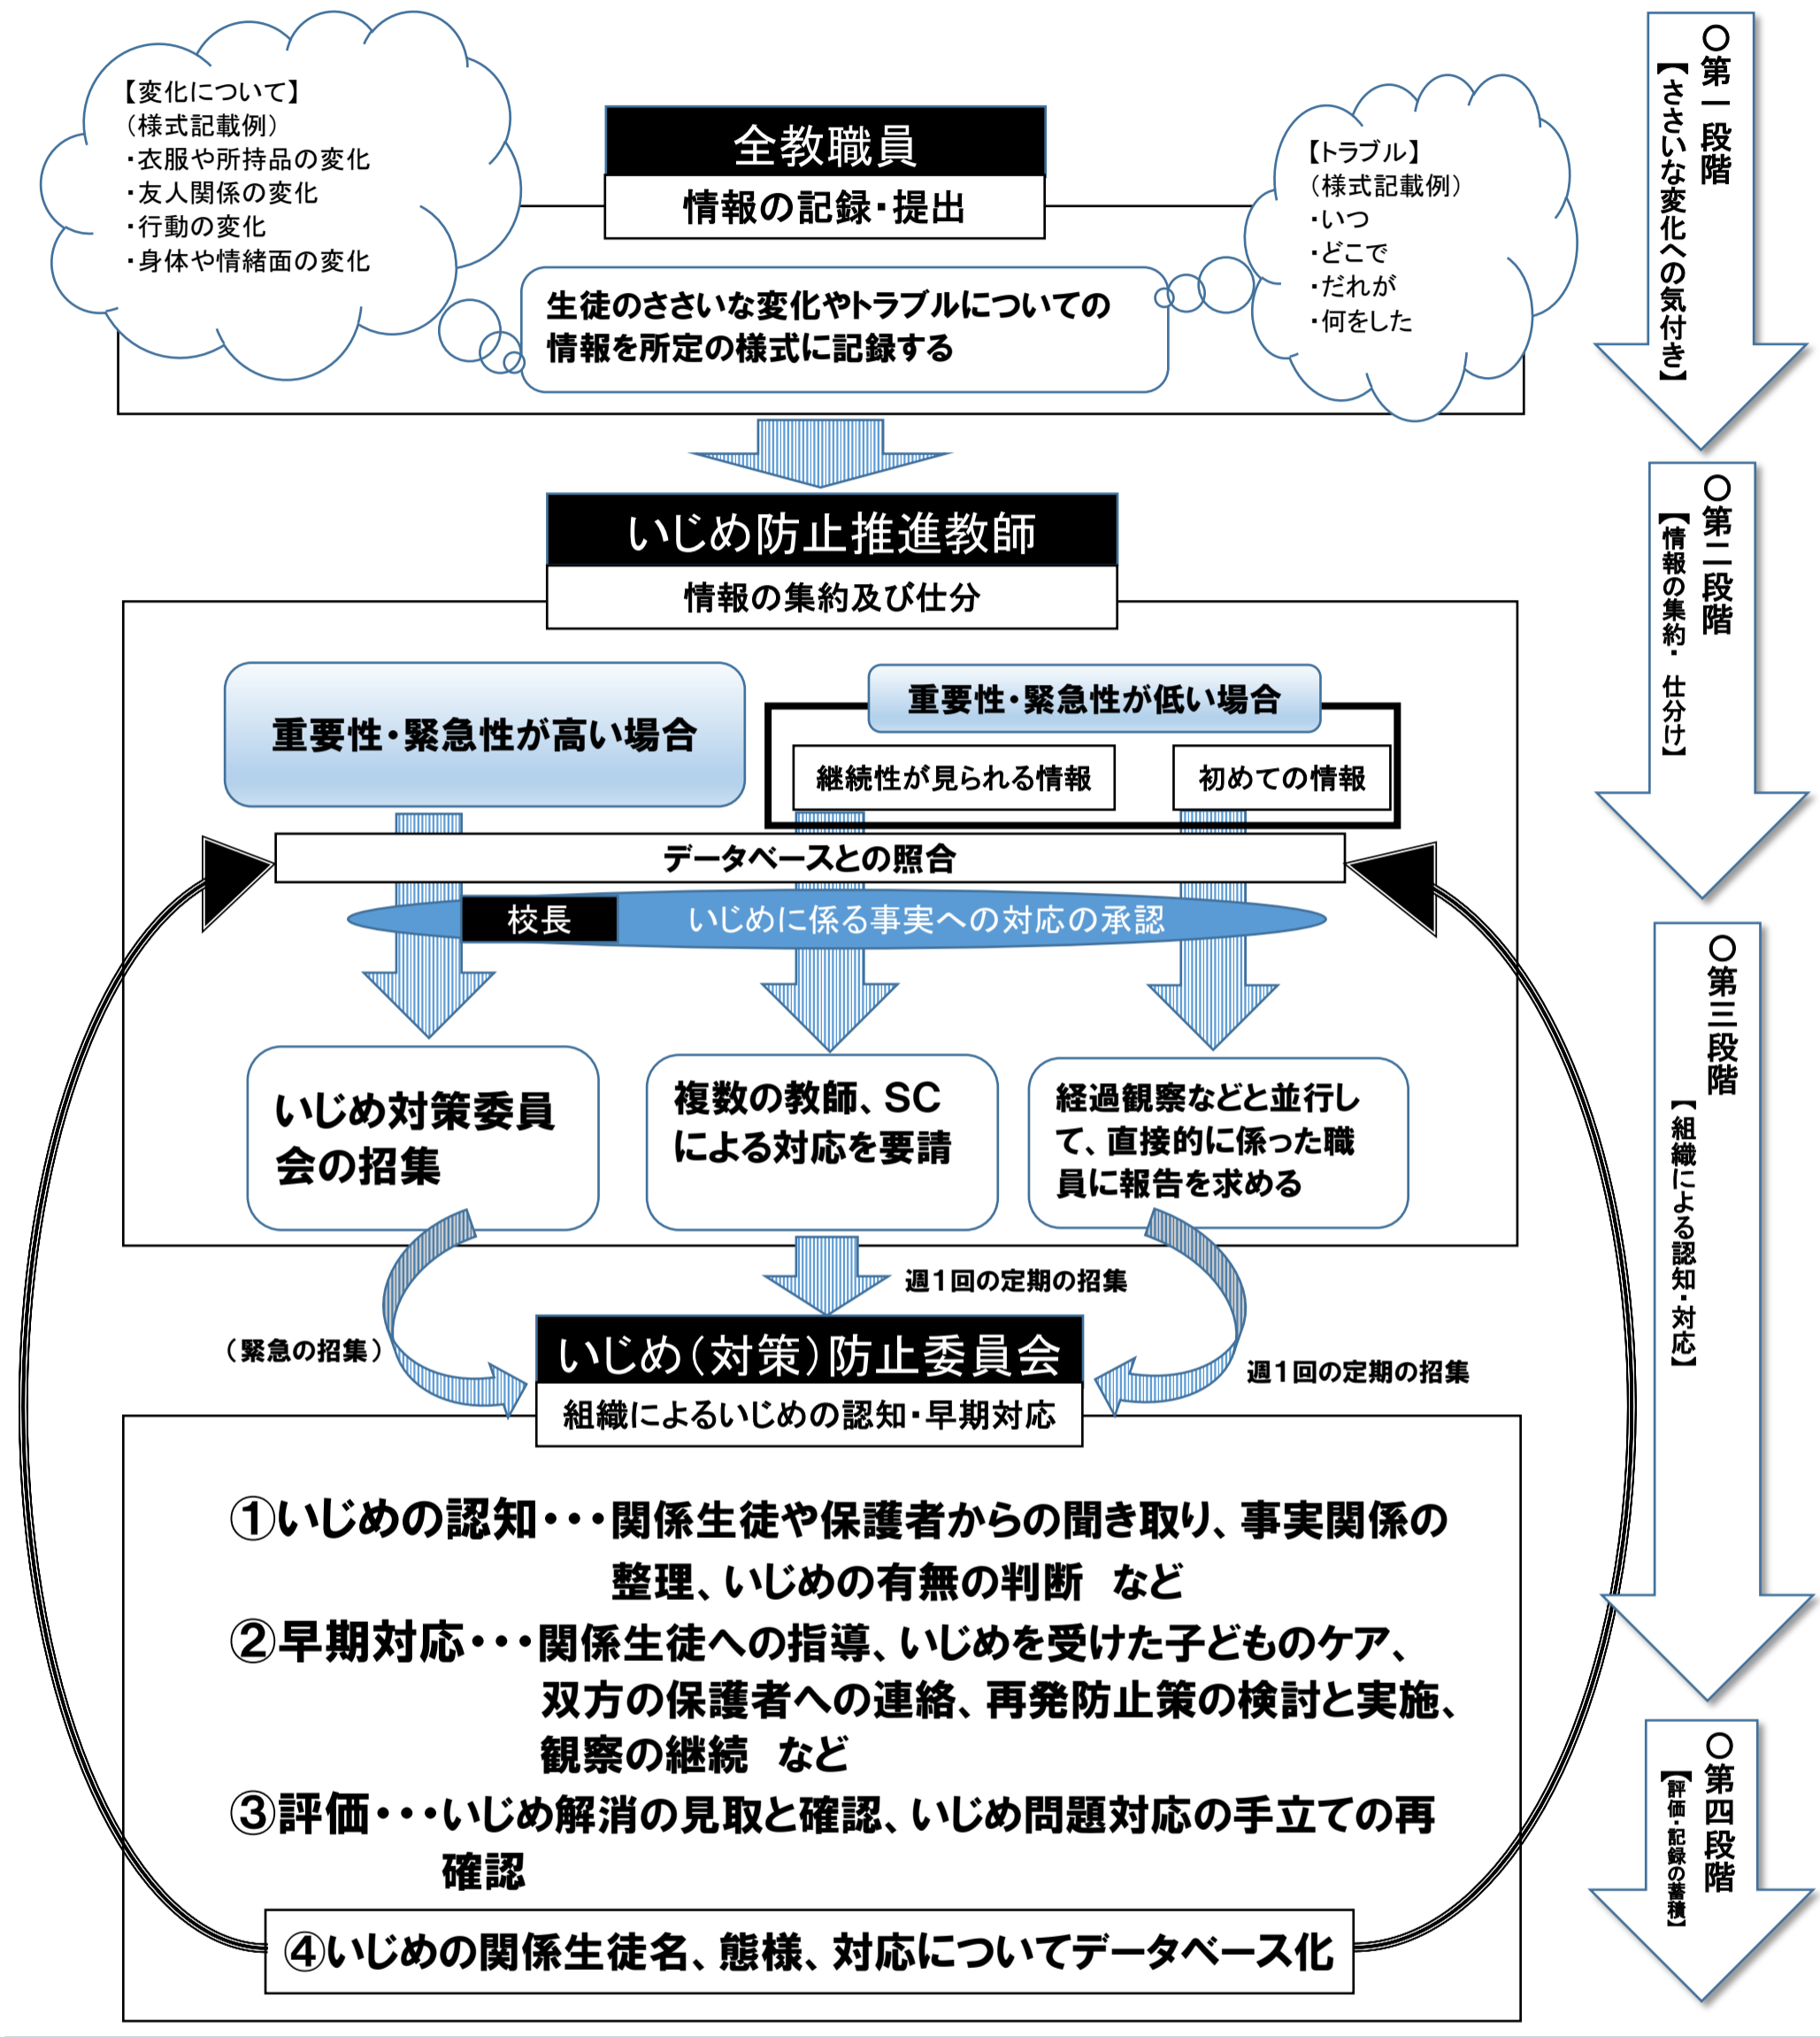 【変化について】
（様式記載例）
・衣服や所持品の変化
・友人関係の変化
・行動の変化
・身体や情緒面の変化
全教職員
情報の記録・提出
【トラブル】
（様式記載例）
・いつ
・どこで
・だれが
・何をした
生徒のささいな変化やトラブルについての
情報を所定の様式に記録する
○第一段階
【ささいな変化への気付き】
いじめ防止推進教師
情報の集約及び仕分
○第二段階
【情報の集約・ 仕分け】
重要性・緊急性が高い場合
重要性・緊急性が低い場合
継続性が見られる情報
初めての情報
データベースとの照合
校長
いじめに係る事実への対応の承認
○第三段階
【組織による認知・対応】
いじめ対策委員
会の招集
複数の教師、SC
による対応を要請
経過観察などと並行し
て、直接的に係った職
員に報告を求める
週１回の定期の招集
（緊急の招集）
週１回の定期の招集
いじめ（対策）防止委員会
組織によるいじめの認知・早期対応
①いじめの認知・・・関係生徒や保護者からの聞き取り、事実関係の
整理、いじめの有無の判断　など
②早期対応・・・関係生徒への指導、いじめを受けた子どものケア、
双方の保護者への連絡、再発防止策の検討と実施、
観察の継続　など
③評価・・・いじめ解消の見取と確認、いじめ問題対応の手立ての再
確認
④いじめの関係生徒名、態様、対応についてデータベース化
○第四段階
【評価・記録の蓄積】